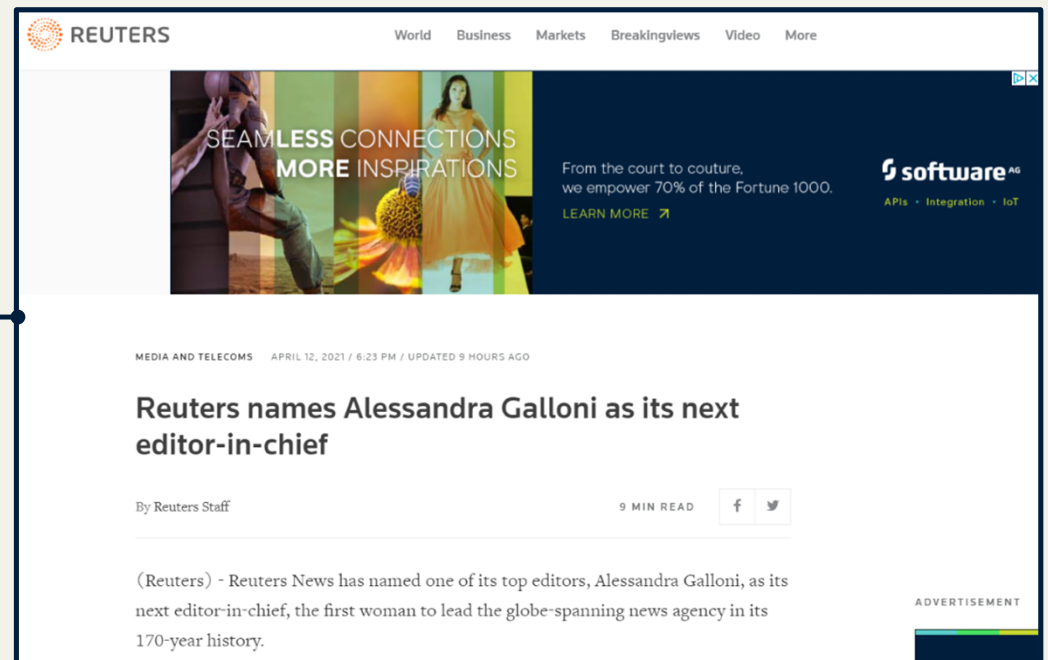 REUTERS
World Business Markets Breakingviews Video More
SEAMLESS CONNECTIONS
MORE INSPIRATIONS
From the court to couture,
we empower 70% of the Fortune 1000.
LEARN MORE
software AG
APIs · Integration · IoT
MEDIA AND TELECOMS APRIL 12, 2021 / 6:23 PM / UPDATED 9 HOURS AGO
Reuters names Alessandra Galloni as its next
editor-in-chief
By Reuters Staff 9 MIN READ
(Reuters) - Reuters News has named one of its top editors, Alessandra Galloni, as its
next editor-in-chief, the first woman to lead the globe-spanning news agency in its
170-year history.
ADVERTISEMENT